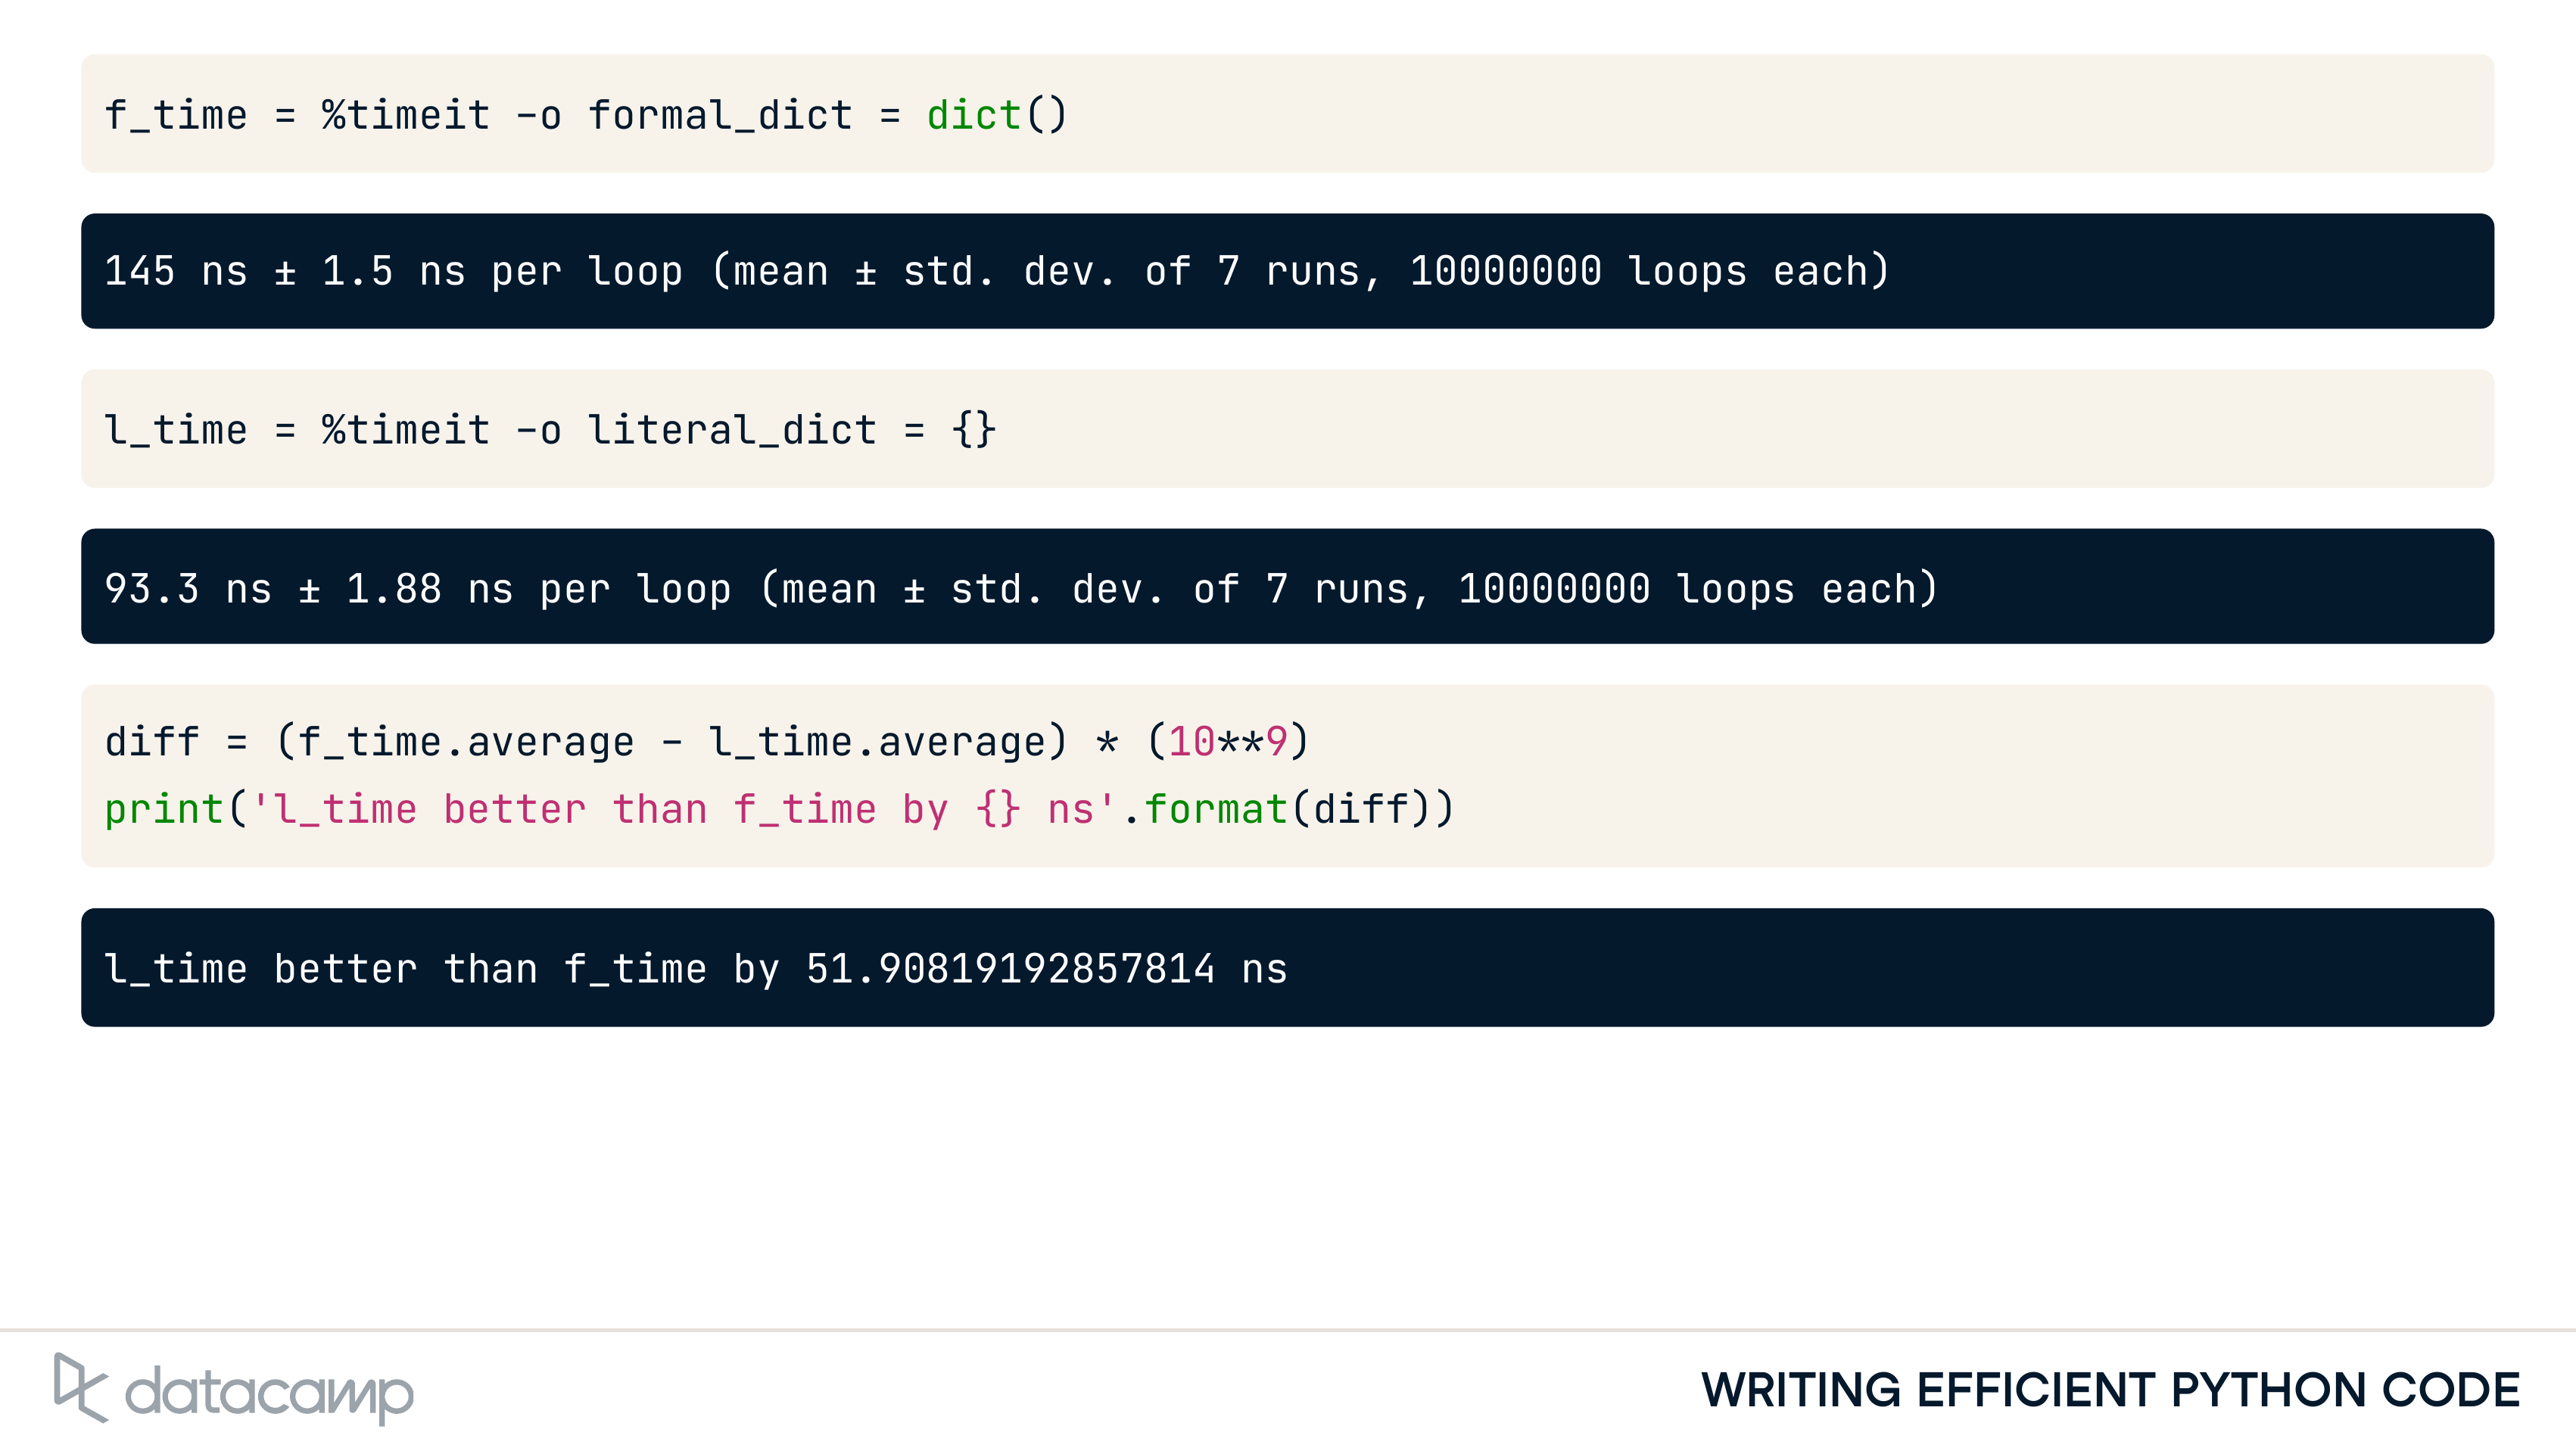 f_time = %timeit -o formal_dict = dict()
145 ns ± 1.5 ns per loop (mean ± std. dev. of 7 runs, 10000000 loops each)
l_time = %timeit -o literal_dict = {}
93.3 ns ± 1.88 ns per loop (mean ± std. dev. of 7 runs, 10000000 loops each)
diff = (f_time.average - l_time.average) * (10**9)
print('l_time better than f_time by {} ns'.format(diff))
l_time better than f_time by 51.90819192857814 ns
datacamp
WRITING EFFICIENT PYTHON CODE